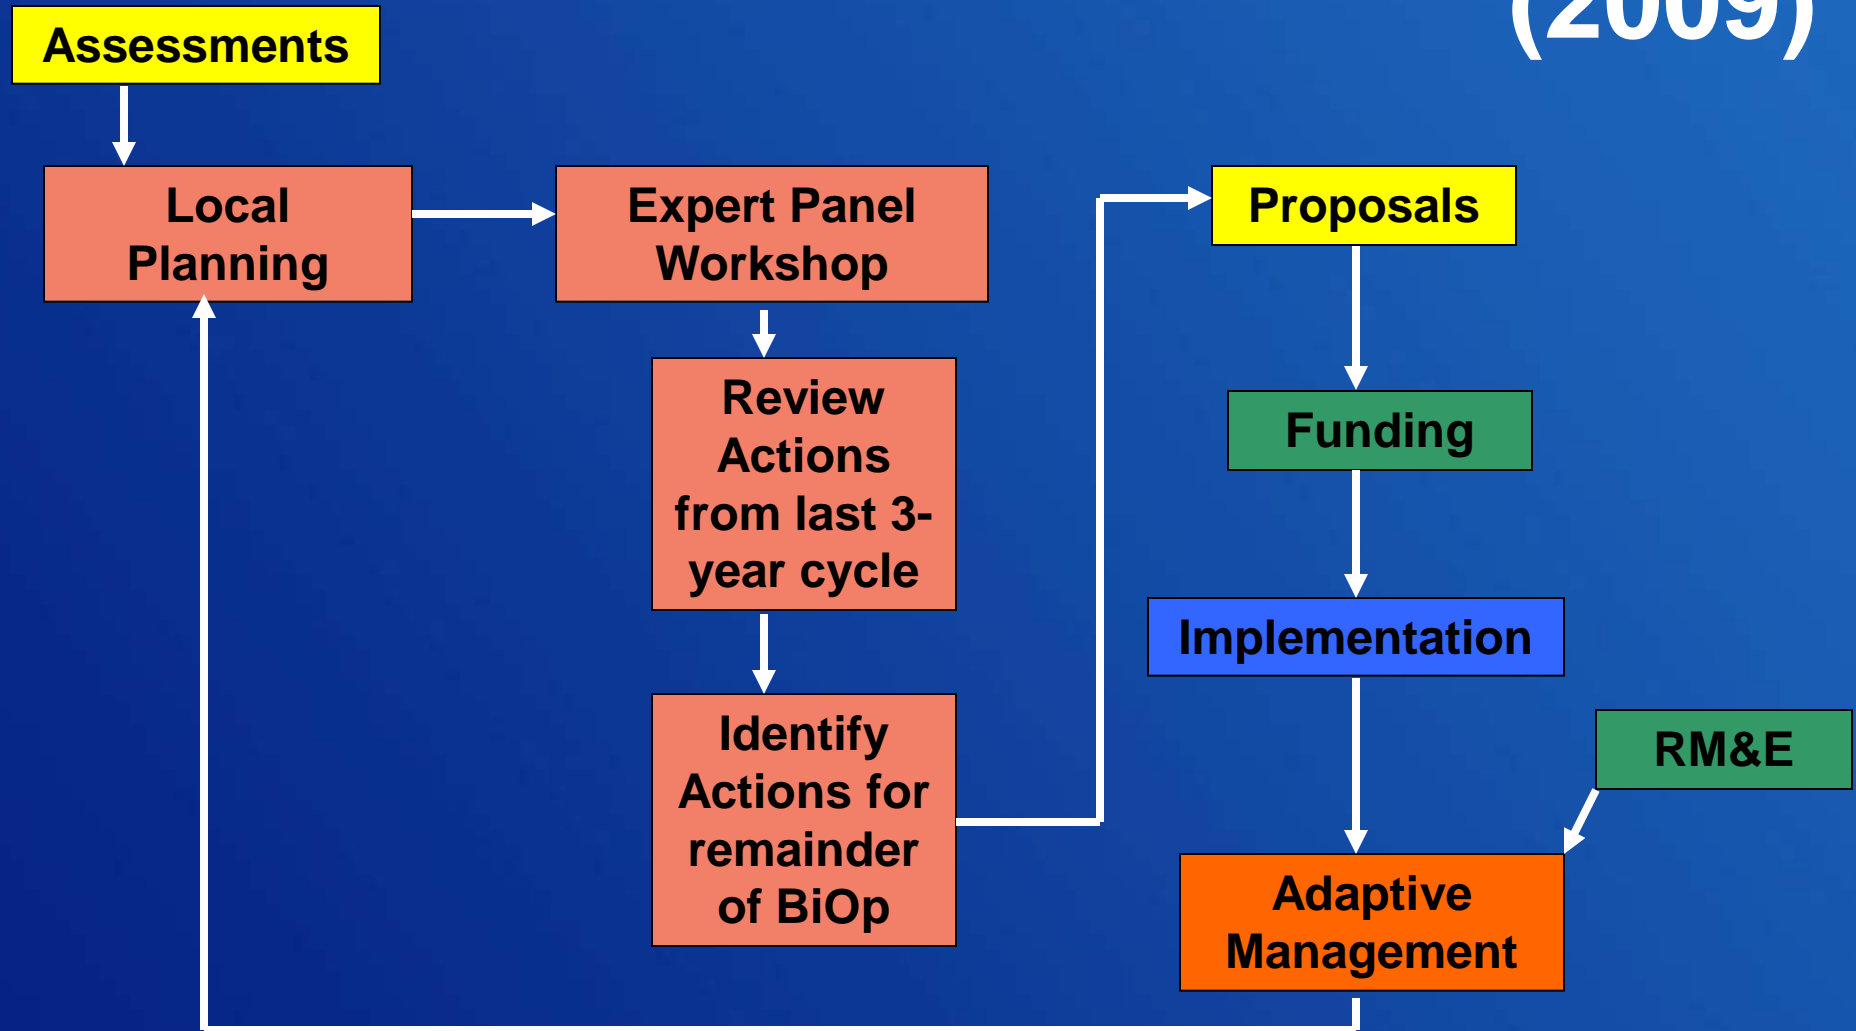 (2009)
Assessments
Local
Planning
Expert Panel
Workshop
Review
Actions
from last 3-
year cycle
Identify
Actions for
remainder
of BiOp
Proposals
Funding
Implementation
RM&E
Adaptive
Management